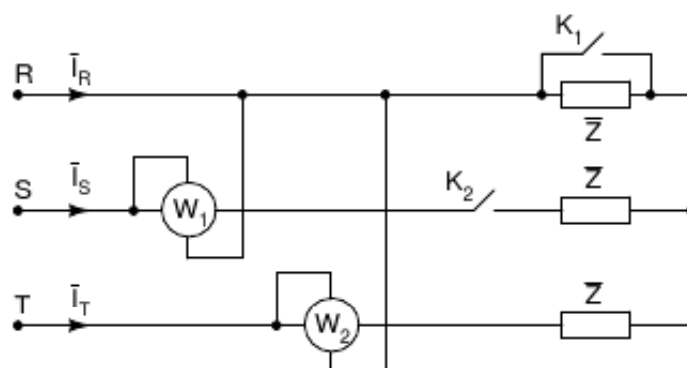 K₁
R Ī_R
Z̄
S Ī_S W₁ K₂ Z̄
T Ī_T W₂ Z̄